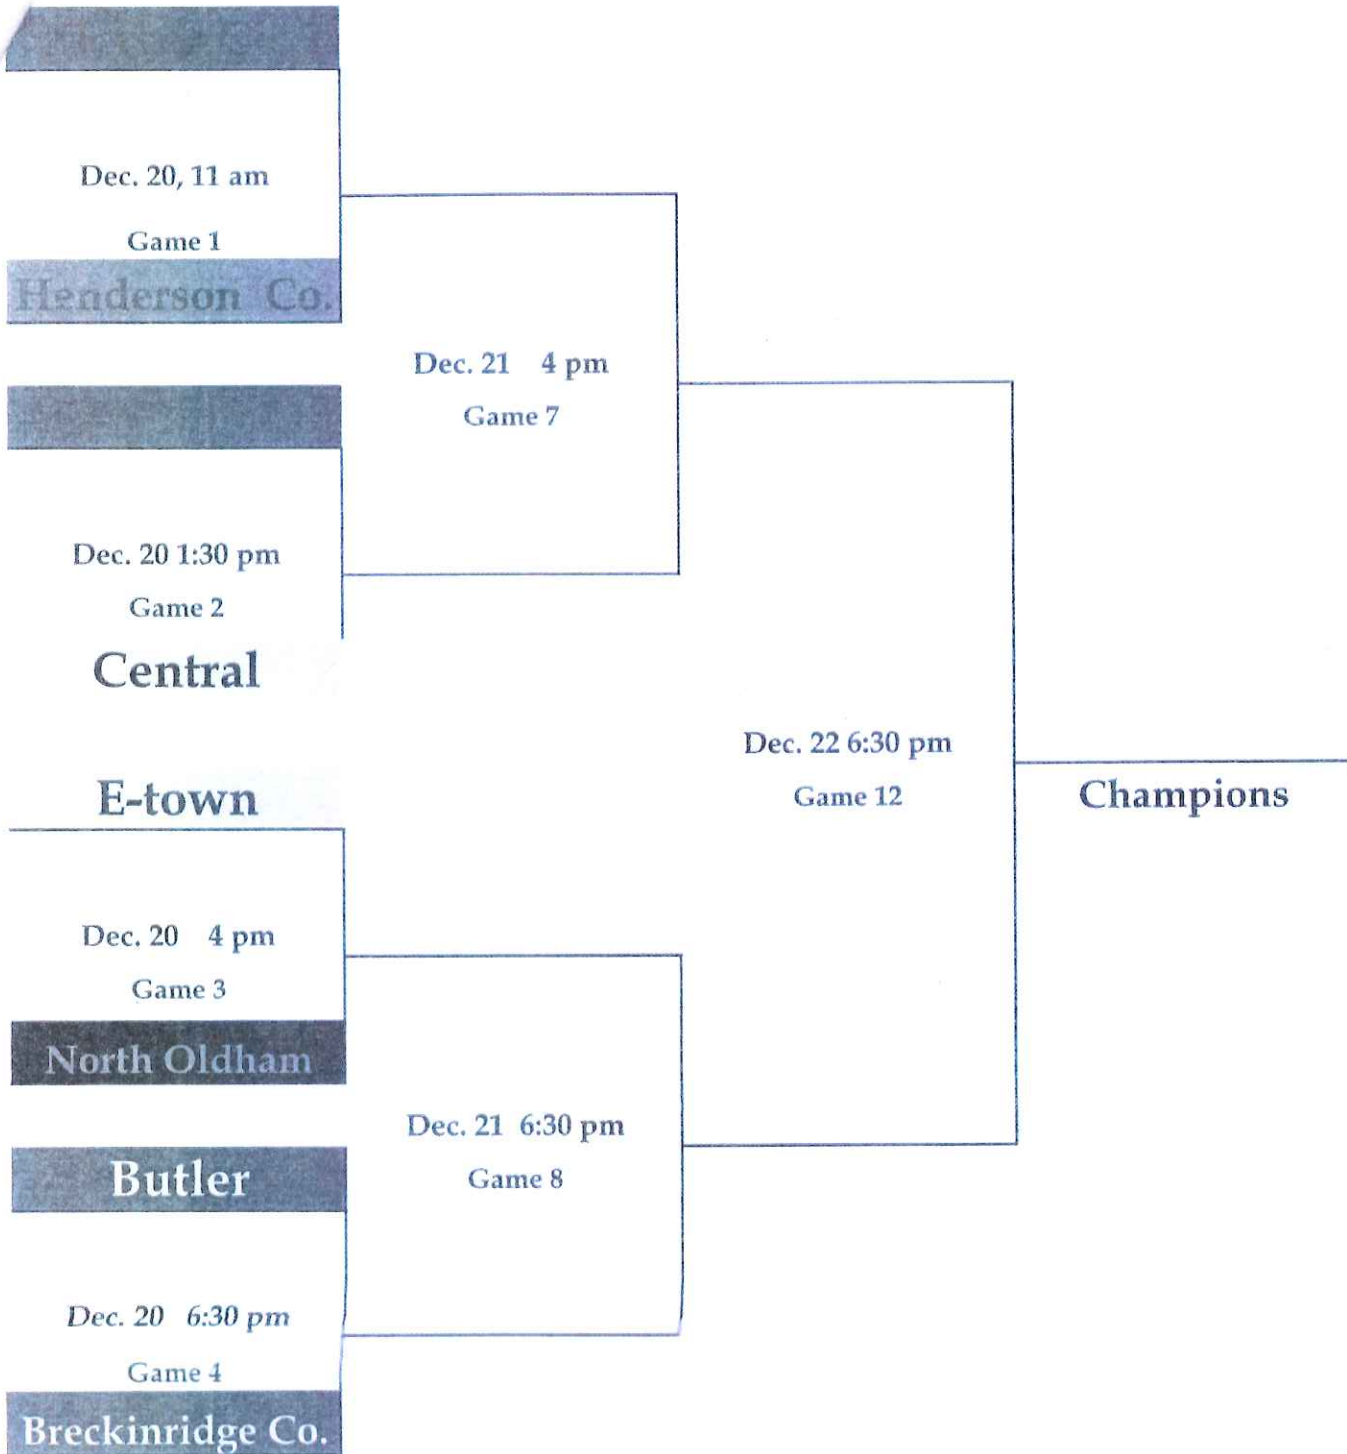 Dec. 20, 11 am
Game 1
Henderson Co.
Dec. 21 4 pm
Game 7
Dec. 20 1:30 pm
Game 2
Central
E-town
Dec. 22 6:30 pm
Game 12
Champions
Dec. 20 4 pm
Game 3
North Oldham
Butler
Dec. 21 6:30 pm
Game 8
Dec. 20 6:30 pm
Game 4
Breckinridge Co.